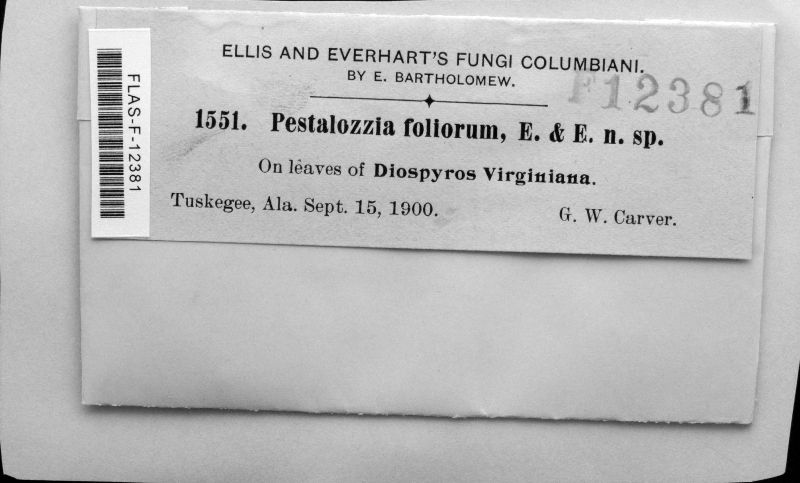 ELLIS AND EVERHART'S FUNGI COLUMBIANI.
BY E. BARTHOLOMEW.
F12381
1551. Pestalozzia foliorum, E. & E. n. sp.
On leaves of Diospyros Virginiana.
Tuskegee, Ala. Sept. 15, 1900. G. W. Carver.
FLAS-F-12381